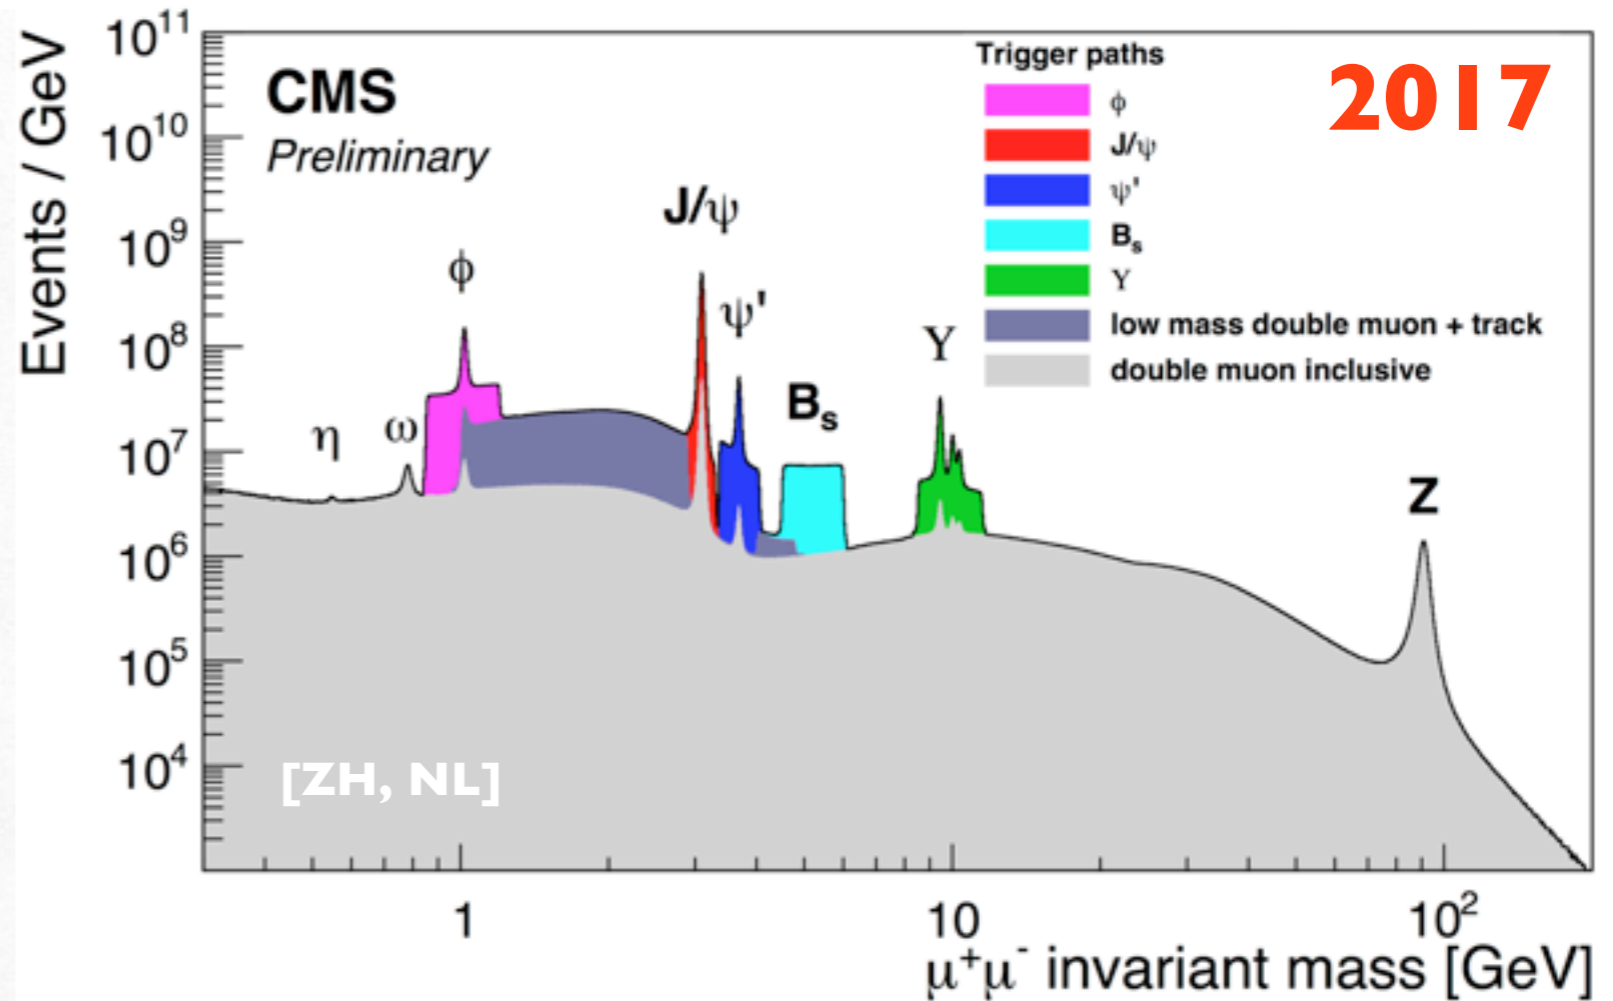 Events / GeV
10¹¹
10¹⁰
10⁹
10⁸
10⁷
10⁶
10⁵
10⁴
CMS
Preliminary
2017
Trigger paths
ϕ
J/ψ
ψ'
Bₛ
Υ
low mass double muon + track
double muon inclusive
η
ω
ϕ
J/ψ
ψ'
Bₛ
Υ
Z
[ZH, NL]
1
10
10²
μ⁺μ⁻ invariant mass [GeV]